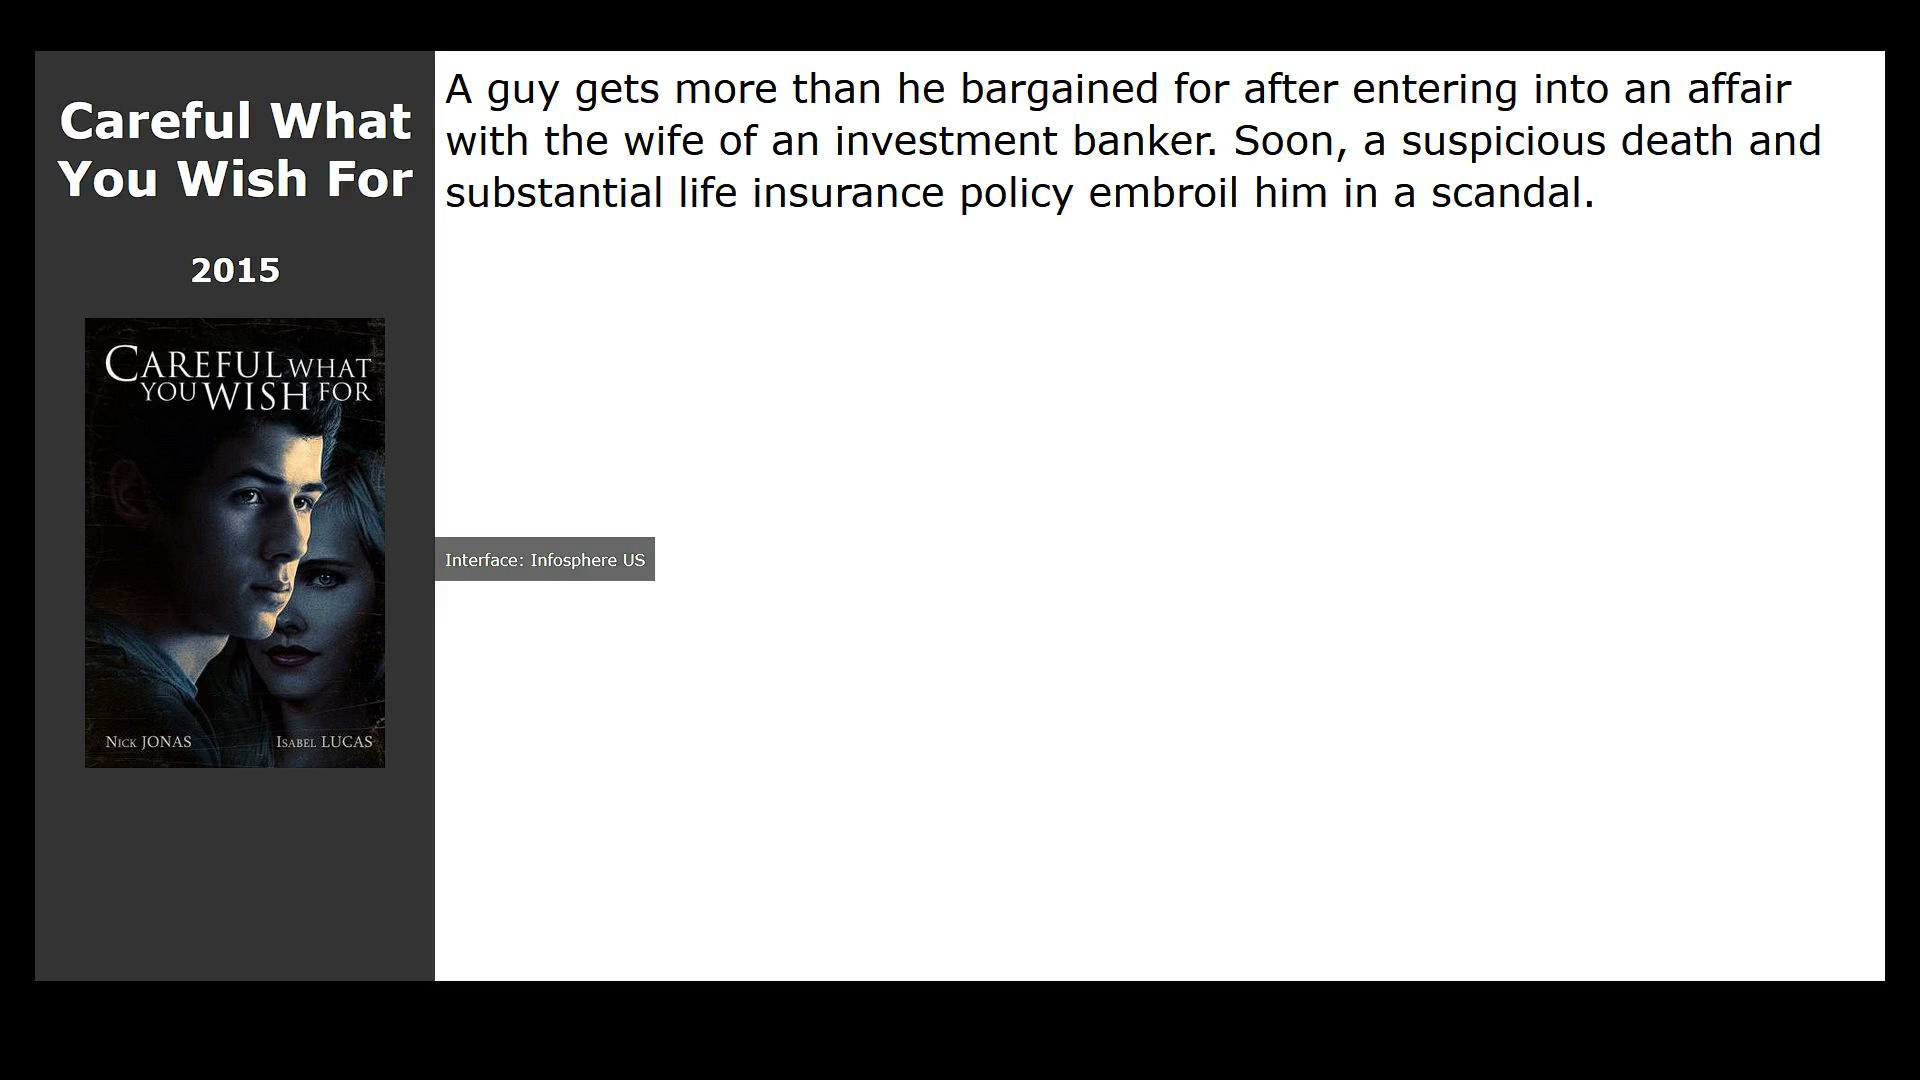 Careful What
You Wish For
2015
CAREFUL WHAT
YOU WISH FOR
NICK JONAS
ISABEL LUCAS
A guy gets more than he bargained for after entering into an affair
with the wife of an investment banker. Soon, a suspicious death and
substantial life insurance policy embroil him in a scandal.
Interface: Infosphere US